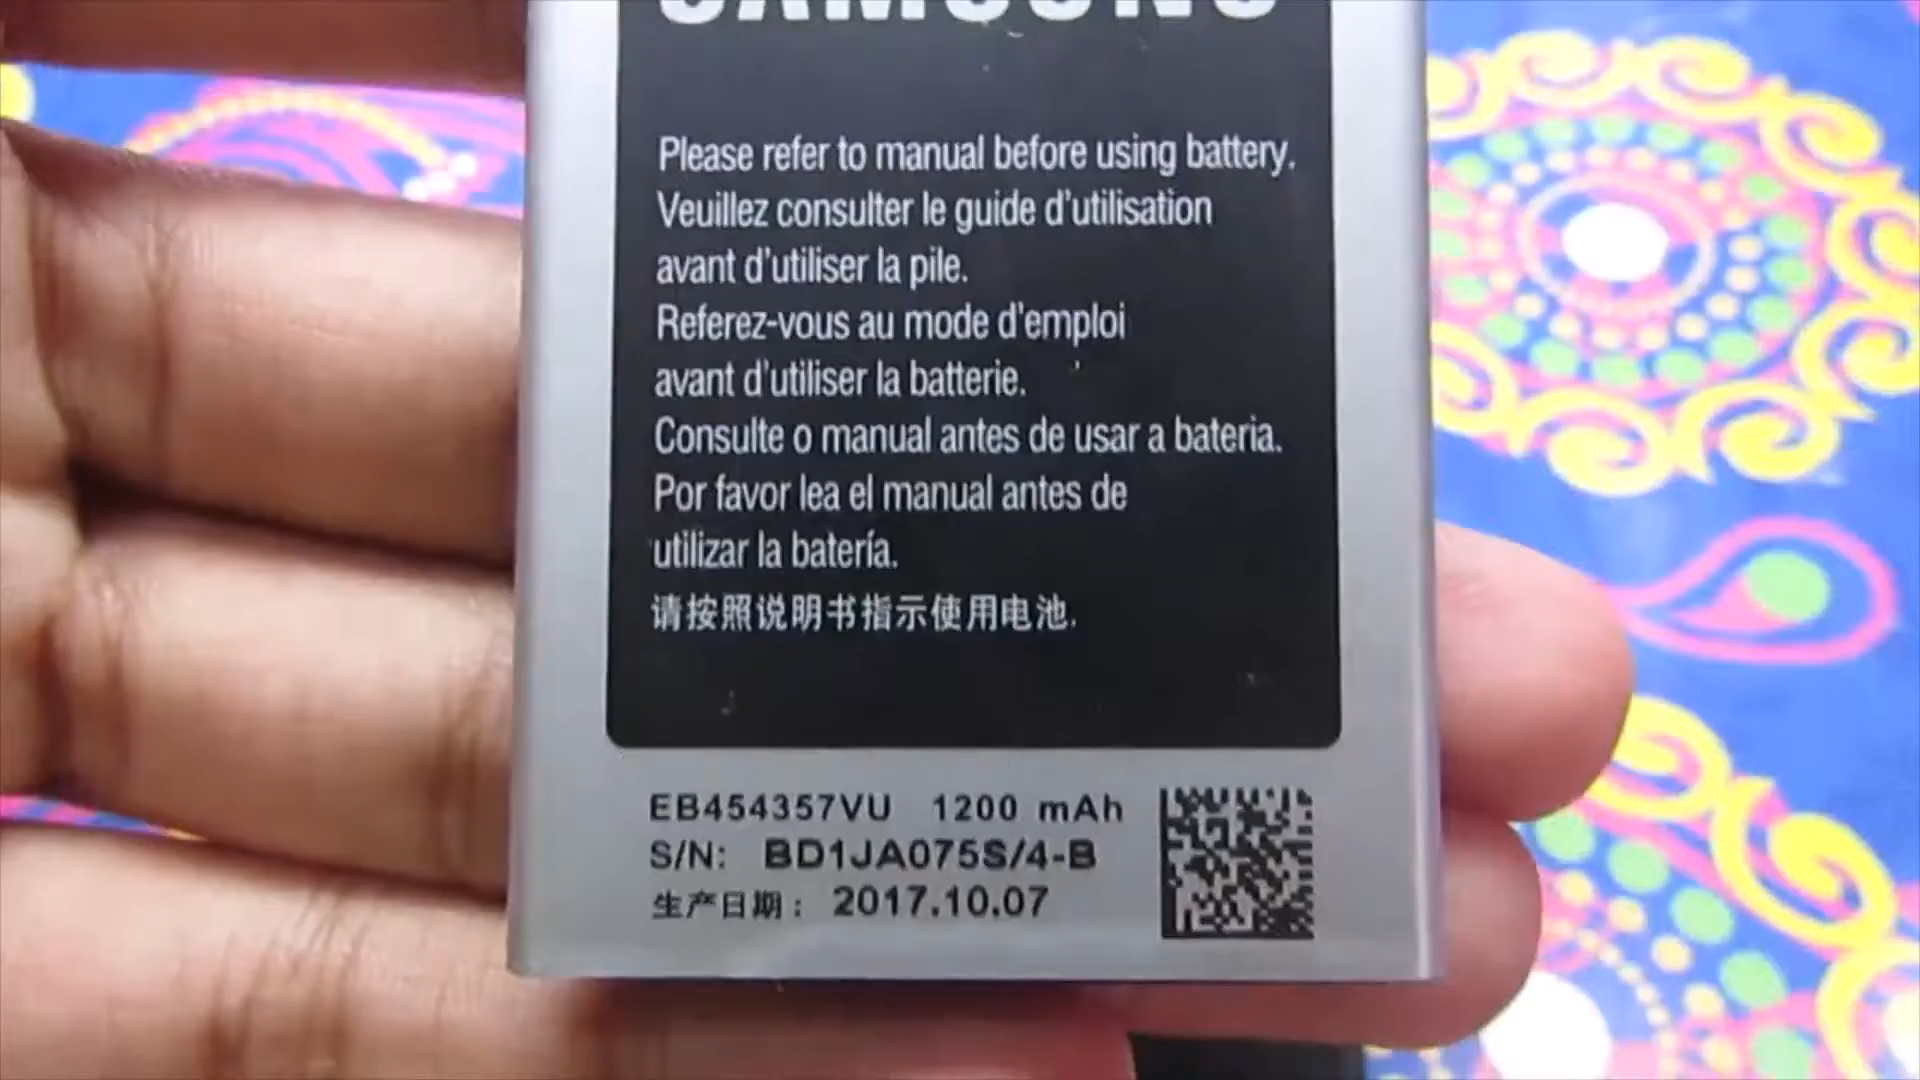 SAMSUNG
Please refer to manual before using battery.
Veuillez consulter le guide d'utilisation
avant d'utiliser la pile.
Referez-vous au mode d'emploi
avant d'utiliser la batterie.
Consulte o manual antes de usar a bateria.
Por favor lea el manual antes de
utilizar la batería.
请按照说明书指示使用电池.
EB454357VU 1200 mAh
S/N: BD1JA075S/4-B
生产日期: 2017.10.07